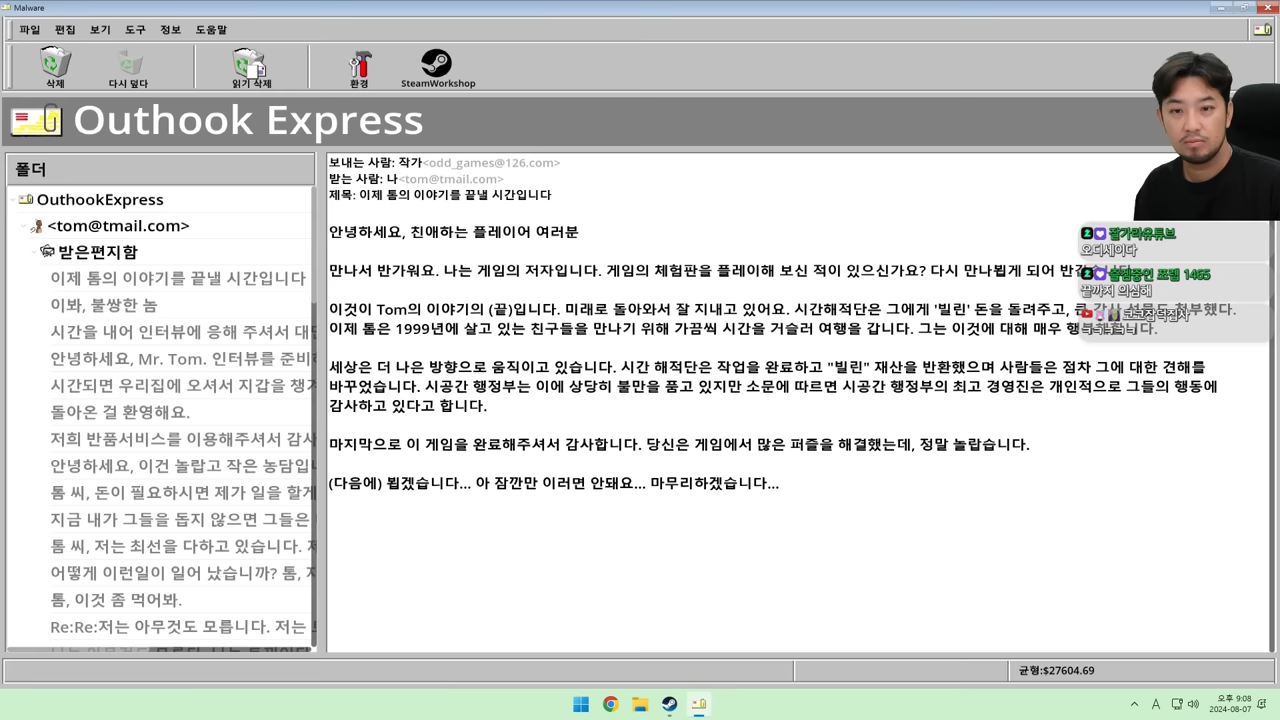 Malware
파일 편집 보기 도구 정보 도움말
삭제 다시 덮다 읽기 삭제 환경 SteamWorkshop
Outhook Express
폴더
OuthookExpress
<tom@tmail.com>
받은편지함
이제 톰의 이야기를 끝낼 시간입니다
이봐, 불쌍한 놈
시간을 내어 인터뷰에 응해 주셔서
안녕하세요, Mr. Tom. 인터뷰를 준비
시간되면 우리집에 오셔서 지갑을
돌아온 걸 환영해요.
저희 반품서비스를 이용해주셔서
안녕하세요, 이건 놀랍고 작은
톰 씨, 돈이 필요하시면 제가 일을 할게
지금 내가 그들을 돕지 않으면 그들은
톰 씨, 저는 최선을 다하고 있습니다.
어떻게 이런일이 일어 났습니까? 톰,
톰, 이것 좀 먹어봐.
Re:Re:저는 아무것도 모릅니다. 저는
보내는 사람: 작가<odd_games@126.com>
받는 사람: 나<tom@tmail.com>
제목: 이제 톰의 이야기를 끝낼 시간입니다
안녕하세요, 친애하는 플레이어 여러분
만나서 반가워요. 나는 게임의 저자입니다. 게임의 체험판을 플레이해 보신 적이 있으신가요? 다시 만나뵙게 되어
이것이 Tom의 이야기의 (끝)입니다. 미래로 돌아와서 잘 지내고 있어요. 시간해적단은 그에게 '빌린' 돈을 돌려주고,
이제 톰은 1999년에 살고 있는 친구들을 만나기 위해 가끔씩 시간을 거슬러 여행을 갑니다. 그는 이것에 대해 매우
세상은 더 나은 방향으로 움직이고 있습니다. 시간 해적단은 작업을 완료하고 "빌린" 재산을 반환했으며 사람들은 점차 그에 대한 견해를
바꾸었습니다. 시공간 행정부는 이에 상당히 불만을 품고 있지만 소문에 따르면 시공간 행정부의 최고 경영진은 개인적으로 그들의 행동에
감사하고 있다고 합니다.
마지막으로 이 게임을 완료해주셔서 감사합니다. 당신은 게임에서 많은 퍼즐을 해결했는데, 정말 놀랍습니다.
(다음에) 뵙겠습니다... 아 잠깐만 이러면 안돼요... 마무리하겠습니다...
잘가라유튜브
오디세이다
1465
끝까지 의심해
균형:$27604.69
A
오후 9:08
2024-08-07